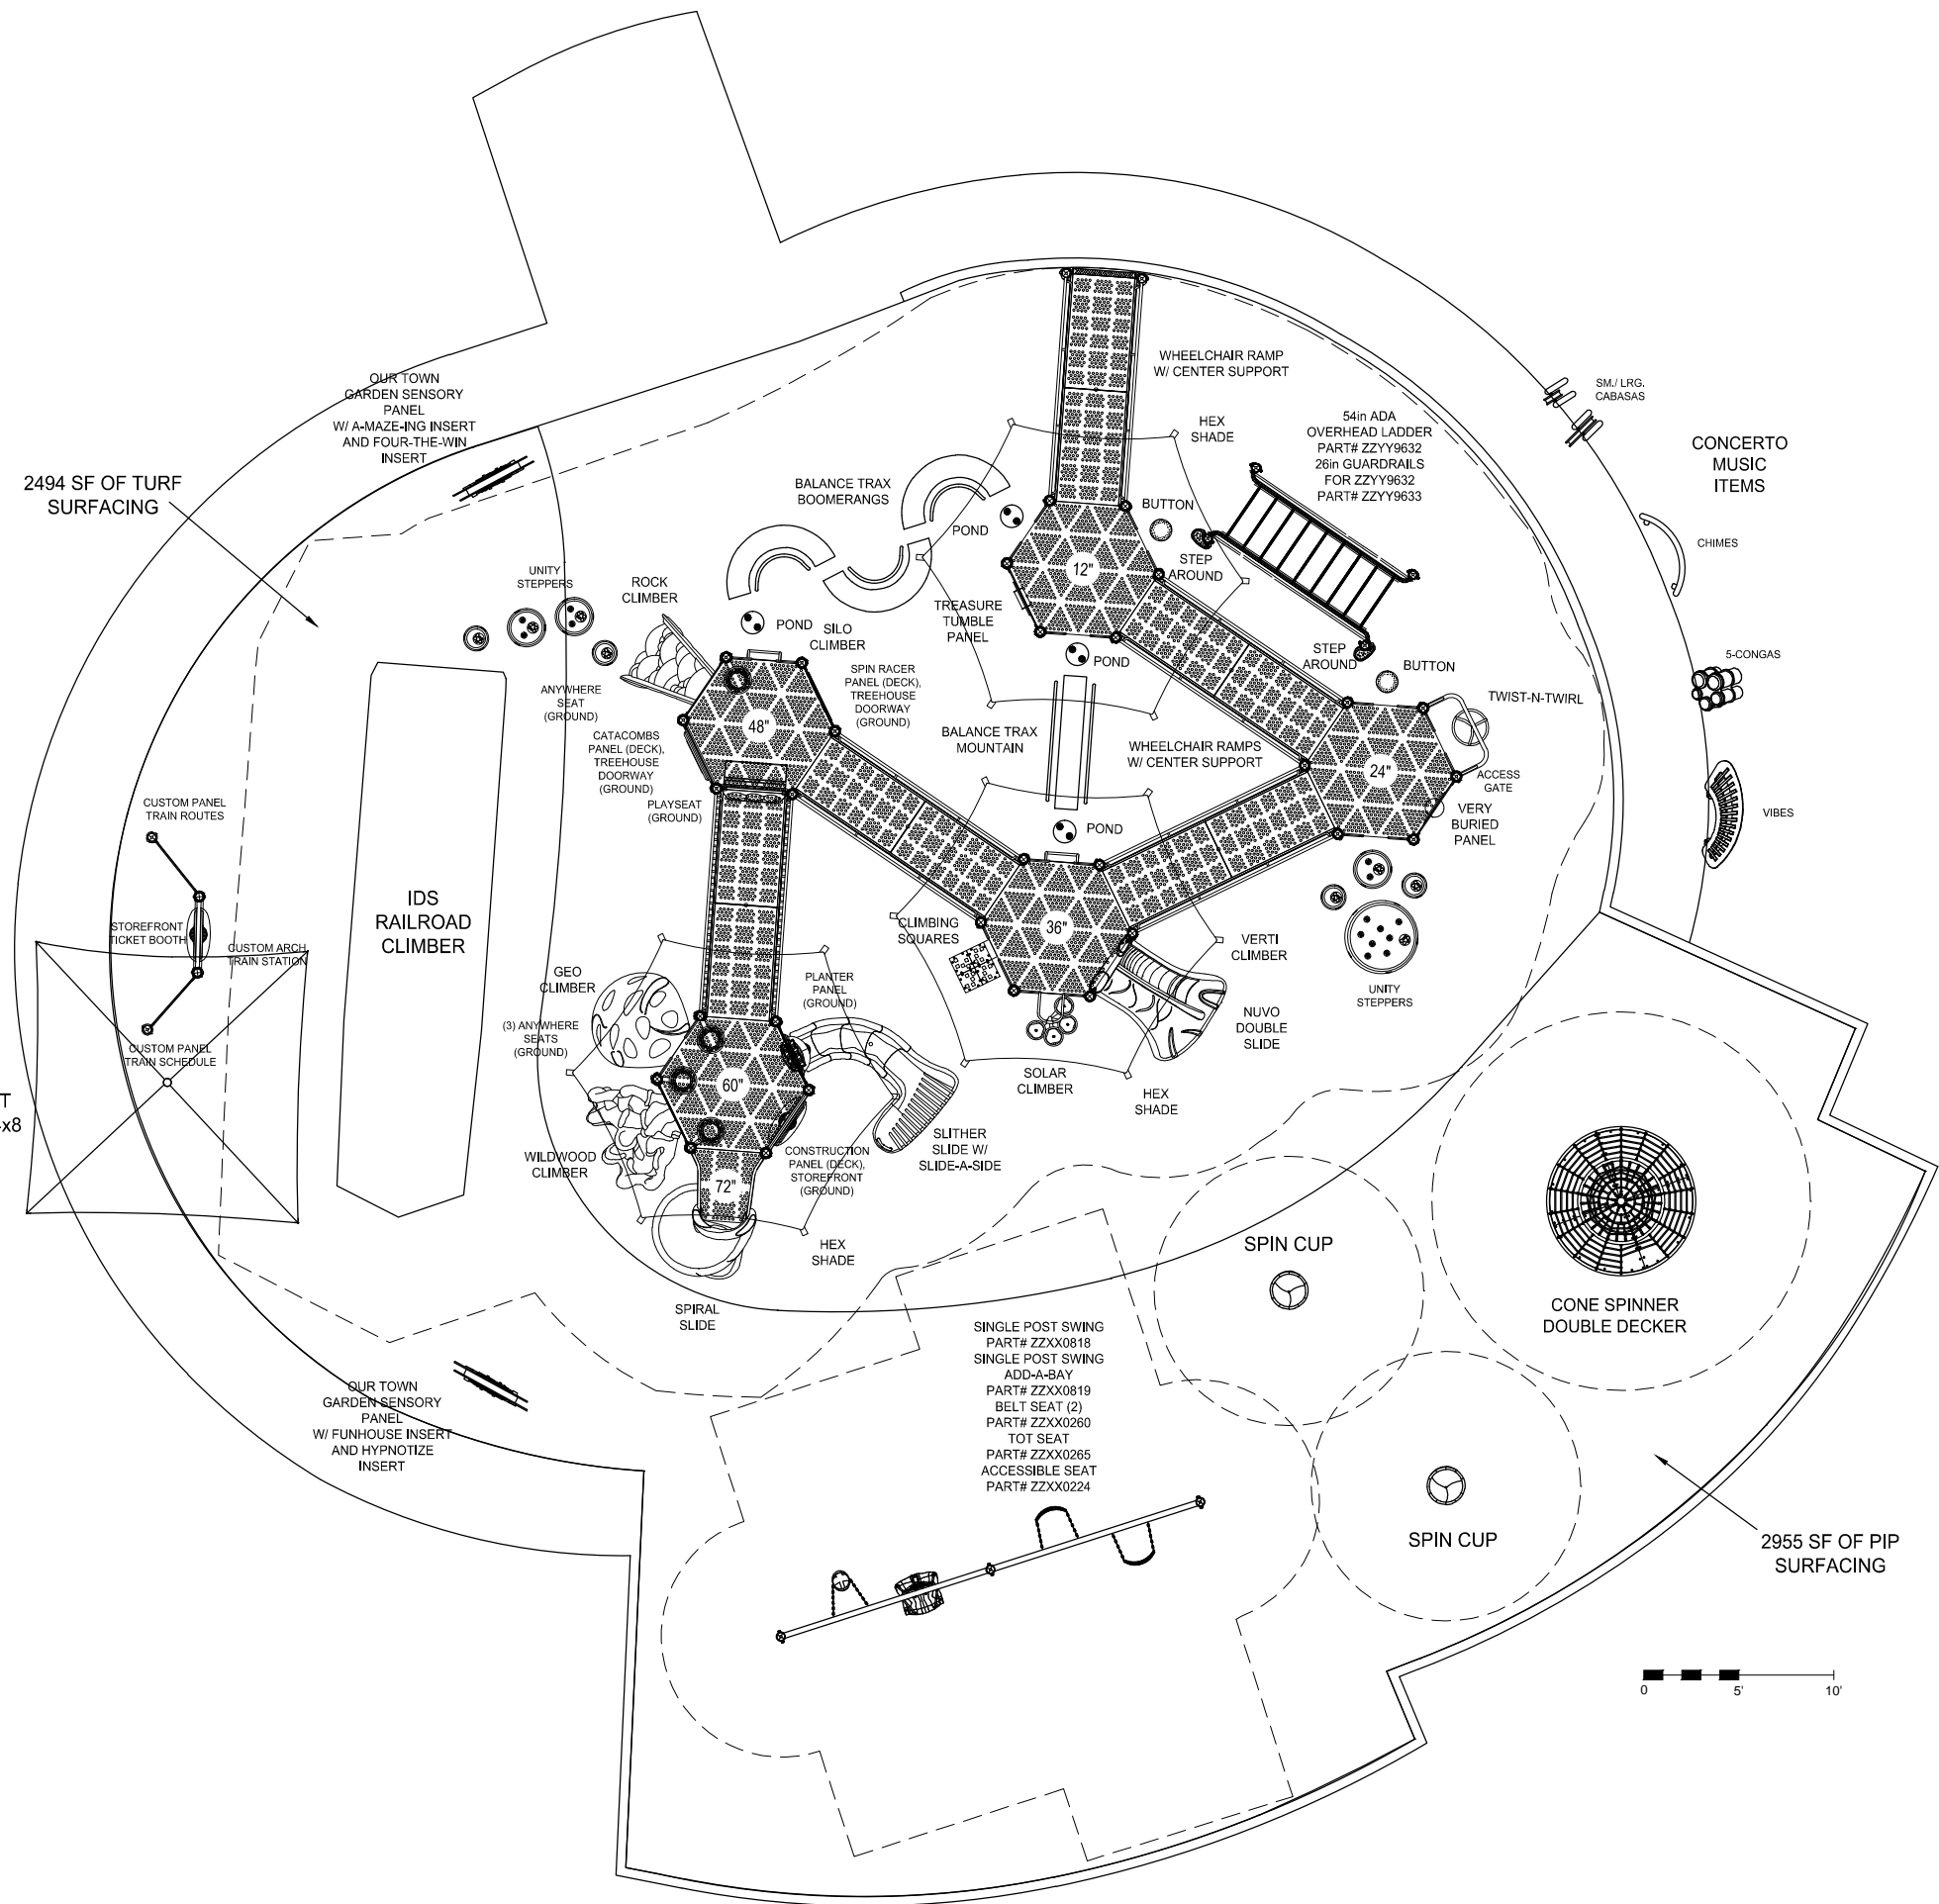 OUR TOWN
GARDEN SENSORY
PANEL
W/ A-MAZE-ING INSERT
AND FOUR-THE-WIN
INSERT
2494 SF OF TURF
SURFACING
WHEELCHAIR RAMP
W/ CENTER SUPPORT
SM./ LRG.
CABASAS
HEX
SHADE
54in ADA
OVERHEAD LADDER
PART# ZZYY9632
26in GUARDRAILS
FOR ZZYY9632
PART# ZZYY9633
CONCERTO
MUSIC
ITEMS
BALANCE TRAX
BOOMERANGS
POND
BUTTON
CHIMES
12"
STEP
AROUND
UNITY
STEPPERS
ROCK
CLIMBER
TREASURE
TUMBLE
PANEL
POND
SILO
CLIMBER
POND
STEP
AROUND
BUTTON
5-CONGAS
SPIN RACER
PANEL (DECK),
TREEHOUSE
DOORWAY
(GROUND)
ANYWHERE
SEAT
(GROUND)
TWIST-N-TWIRL
48"
CATACOMBS
PANEL (DECK),
TREEHOUSE
DOORWAY
(GROUND)
BALANCE TRAX
MOUNTAIN
WHEELCHAIR RAMPS
W/ CENTER SUPPORT
24"
ACCESS
GATE
PLAYSEAT
(GROUND)
VERY
BURIED
PANEL
VIBES
CUSTOM PANEL
TRAIN ROUTES
POND
IDS
RAILROAD
CLIMBER
STOREFRONT
TICKET BOOTH
CUSTOM ARCH
TRAIN STATION
CLIMBING
SQUARES
36"
VERTI
CLIMBER
GEO
CLIMBER
PLANTER
PANEL
(GROUND)
UNITY
STEPPERS
NUVO
DOUBLE
SLIDE
(3) ANYWHERE
SEATS
(GROUND)
CUSTOM PANEL
TRAIN SCHEDULE
60"
SOLAR
CLIMBER
HEX
SHADE
T
x8
SLITHER
SLIDE W/
SLIDE-A-SIDE
WILDWOOD
CLIMBER
CONSTRUCTION
PANEL (DECK),
STOREFRONT
(GROUND)
72"
HEX
SHADE
SPIN CUP
SPIRAL
SLIDE
CONE SPINNER
DOUBLE DECKER
SINGLE POST SWING
PART# ZZXX0818
SINGLE POST SWING
ADD-A-BAY
PART# ZZXX0819
BELT SEAT (2)
PART# ZZXX0260
TOT SEAT
PART# ZZXX0265
ACCESSIBLE SEAT
PART# ZZXX0224
OUR TOWN
GARDEN SENSORY
PANEL
W/ FUNHOUSE INSERT
AND HYPNOTIZE
INSERT
SPIN CUP
2955 SF OF PIP
SURFACING
0 5' 10'